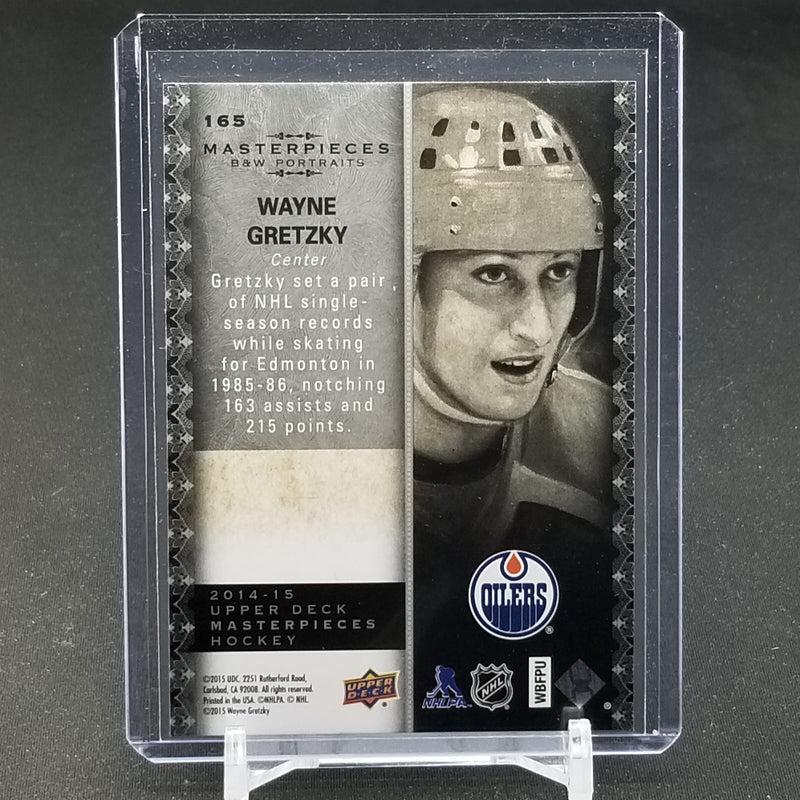 165
MASTERPIECES
B&W PORTRAITS
WAYNE
GRETZKY
Center
Gretzky set a pair
of NHL single-
season records
while skating
for Edmonton in
1985-86, notching
163 assists and
215 points.
2014-15
UPPER DECK
MASTERPIECES
HOCKEY
©2015 UDC. 2251 Rutherford Road,
Carlsbad, CA 92008. All rights reserved.
Printed in the USA. ©NHLPA. © NHL.
©2015 Wayne Gretzky
UPPER
D·E·C·K
®
OILERS
®
NHLPA
NHL
WBFPU
®